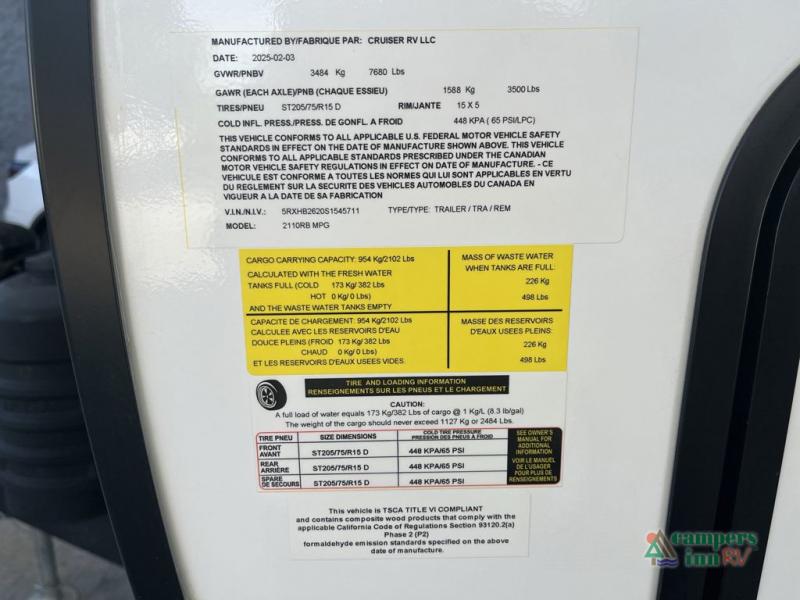 MANUFACTURED BY/FABRIQUE PAR: CRUISER RV LLC
DATE: 2025-02-03
GVWR/PNBV 3484 Kg 7680 Lbs
GAWR (EACH AXLE)/PNB (CHAQUE ESSIEU) 1588 Kg 3500 Lbs
TIRES/PNEU ST205/75/R15 D RIM/JANTE 15 X 5
COLD INFL. PRESS./PRESS. DE GONFL. A FROID 448 KPA ( 65 PSI/LPC)
THIS VEHICLE CONFORMS TO ALL APPLICABLE U.S. FEDERAL MOTOR VEHICLE SAFETY
STANDARDS IN EFFECT ON THE DATE OF MANUFACTURE SHOWN ABOVE. THIS VEHICLE
CONFORMS TO ALL APPLICABLE STANDARDS PRESCRIBED UNDER THE CANADIAN
MOTOR VEHICLE SAFETY REGULATIONS IN EFFECT ON DATE OF MANUFACTURE. - CE
VEHICULE EST CONFORME A TOUTES LES NORMES QUI LUI SONT APPLICABLES EN VERTU
DU REGLEMENT SUR LA SECURITE DES VEHICLES AUTOMOBILES DU CANADA EN
VIGUEUR A LA DATE DE SA FABRICATION
V.I.N./N.I.V.: 5RXHB2620S1545711 TYPE/TYPE: TRAILER / TRA / REM
MODEL: 2110RB MPG
CARGO CARRYING CAPACITY: 954 Kg/2102 Lbs
CALCULATED WITH THE FRESH WATER
TANKS FULL (COLD 173 Kg/ 382 Lbs
HOT 0 Kg/ 0 Lbs)
AND THE WASTE WATER TANKS EMPTY
MASS OF WASTE WATER
WHEN TANKS ARE FULL:
226 Kg
498 Lbs
CAPACITE DE CHARGEMENT: 954 Kg/2102 Lbs
CALCULEE AVEC LES RESERVOIRS D'EAU
DOUCE PLEINS (FROID 173 Kg/ 382 Lbs
CHAUD 0 Kg/ 0 Lbs)
ET LES RESERVOIRS D'EAUX USEES VIDES.
MASSE DES RESERVOIRS
D'EAUX USEES PLEINS:
226 Kg
498 Lbs
TIRE AND LOADING INFORMATION
RENSEIGNEMENTS SUR LES PNEUS ET LE CHARGEMENT
CAUTION:
A full load of water equals 173 Kg/382 Lbs of cargo @ 1 Kg/L (8.3 lb/gal)
The weight of the cargo should never exceed 1127 Kg or 2484 Lbs.
TIRE PNEU SIZE DIMENSIONS COLD TIRE PRESSURE
PRESSION DES PNEUS À FROID
FRONT
AVANT ST205/75/R15 D 448 KPA/65 PSI
REAR
ARRIÈRE ST205/75/R15 D 448 KPA/65 PSI
SPARE
DE SECOURS ST205/75/R15 D 448 KPA/65 PSI
SEE OWNER'S
MANUAL FOR
ADDITIONAL
INFORMATION
VOIR LE MANUEL
DE L'USAGER
POUR PLUS DE
RENSEIGNEMENTS
This vehicle is TSCA TITLE VI COMPLIANT
and contains composite wood products that comply with the
applicable California Code of Regulations Section 93120.2(a)
Phase 2 (P2)
formaldehyde emission standards specified on the above
date of manufacture.
campers
inn RV